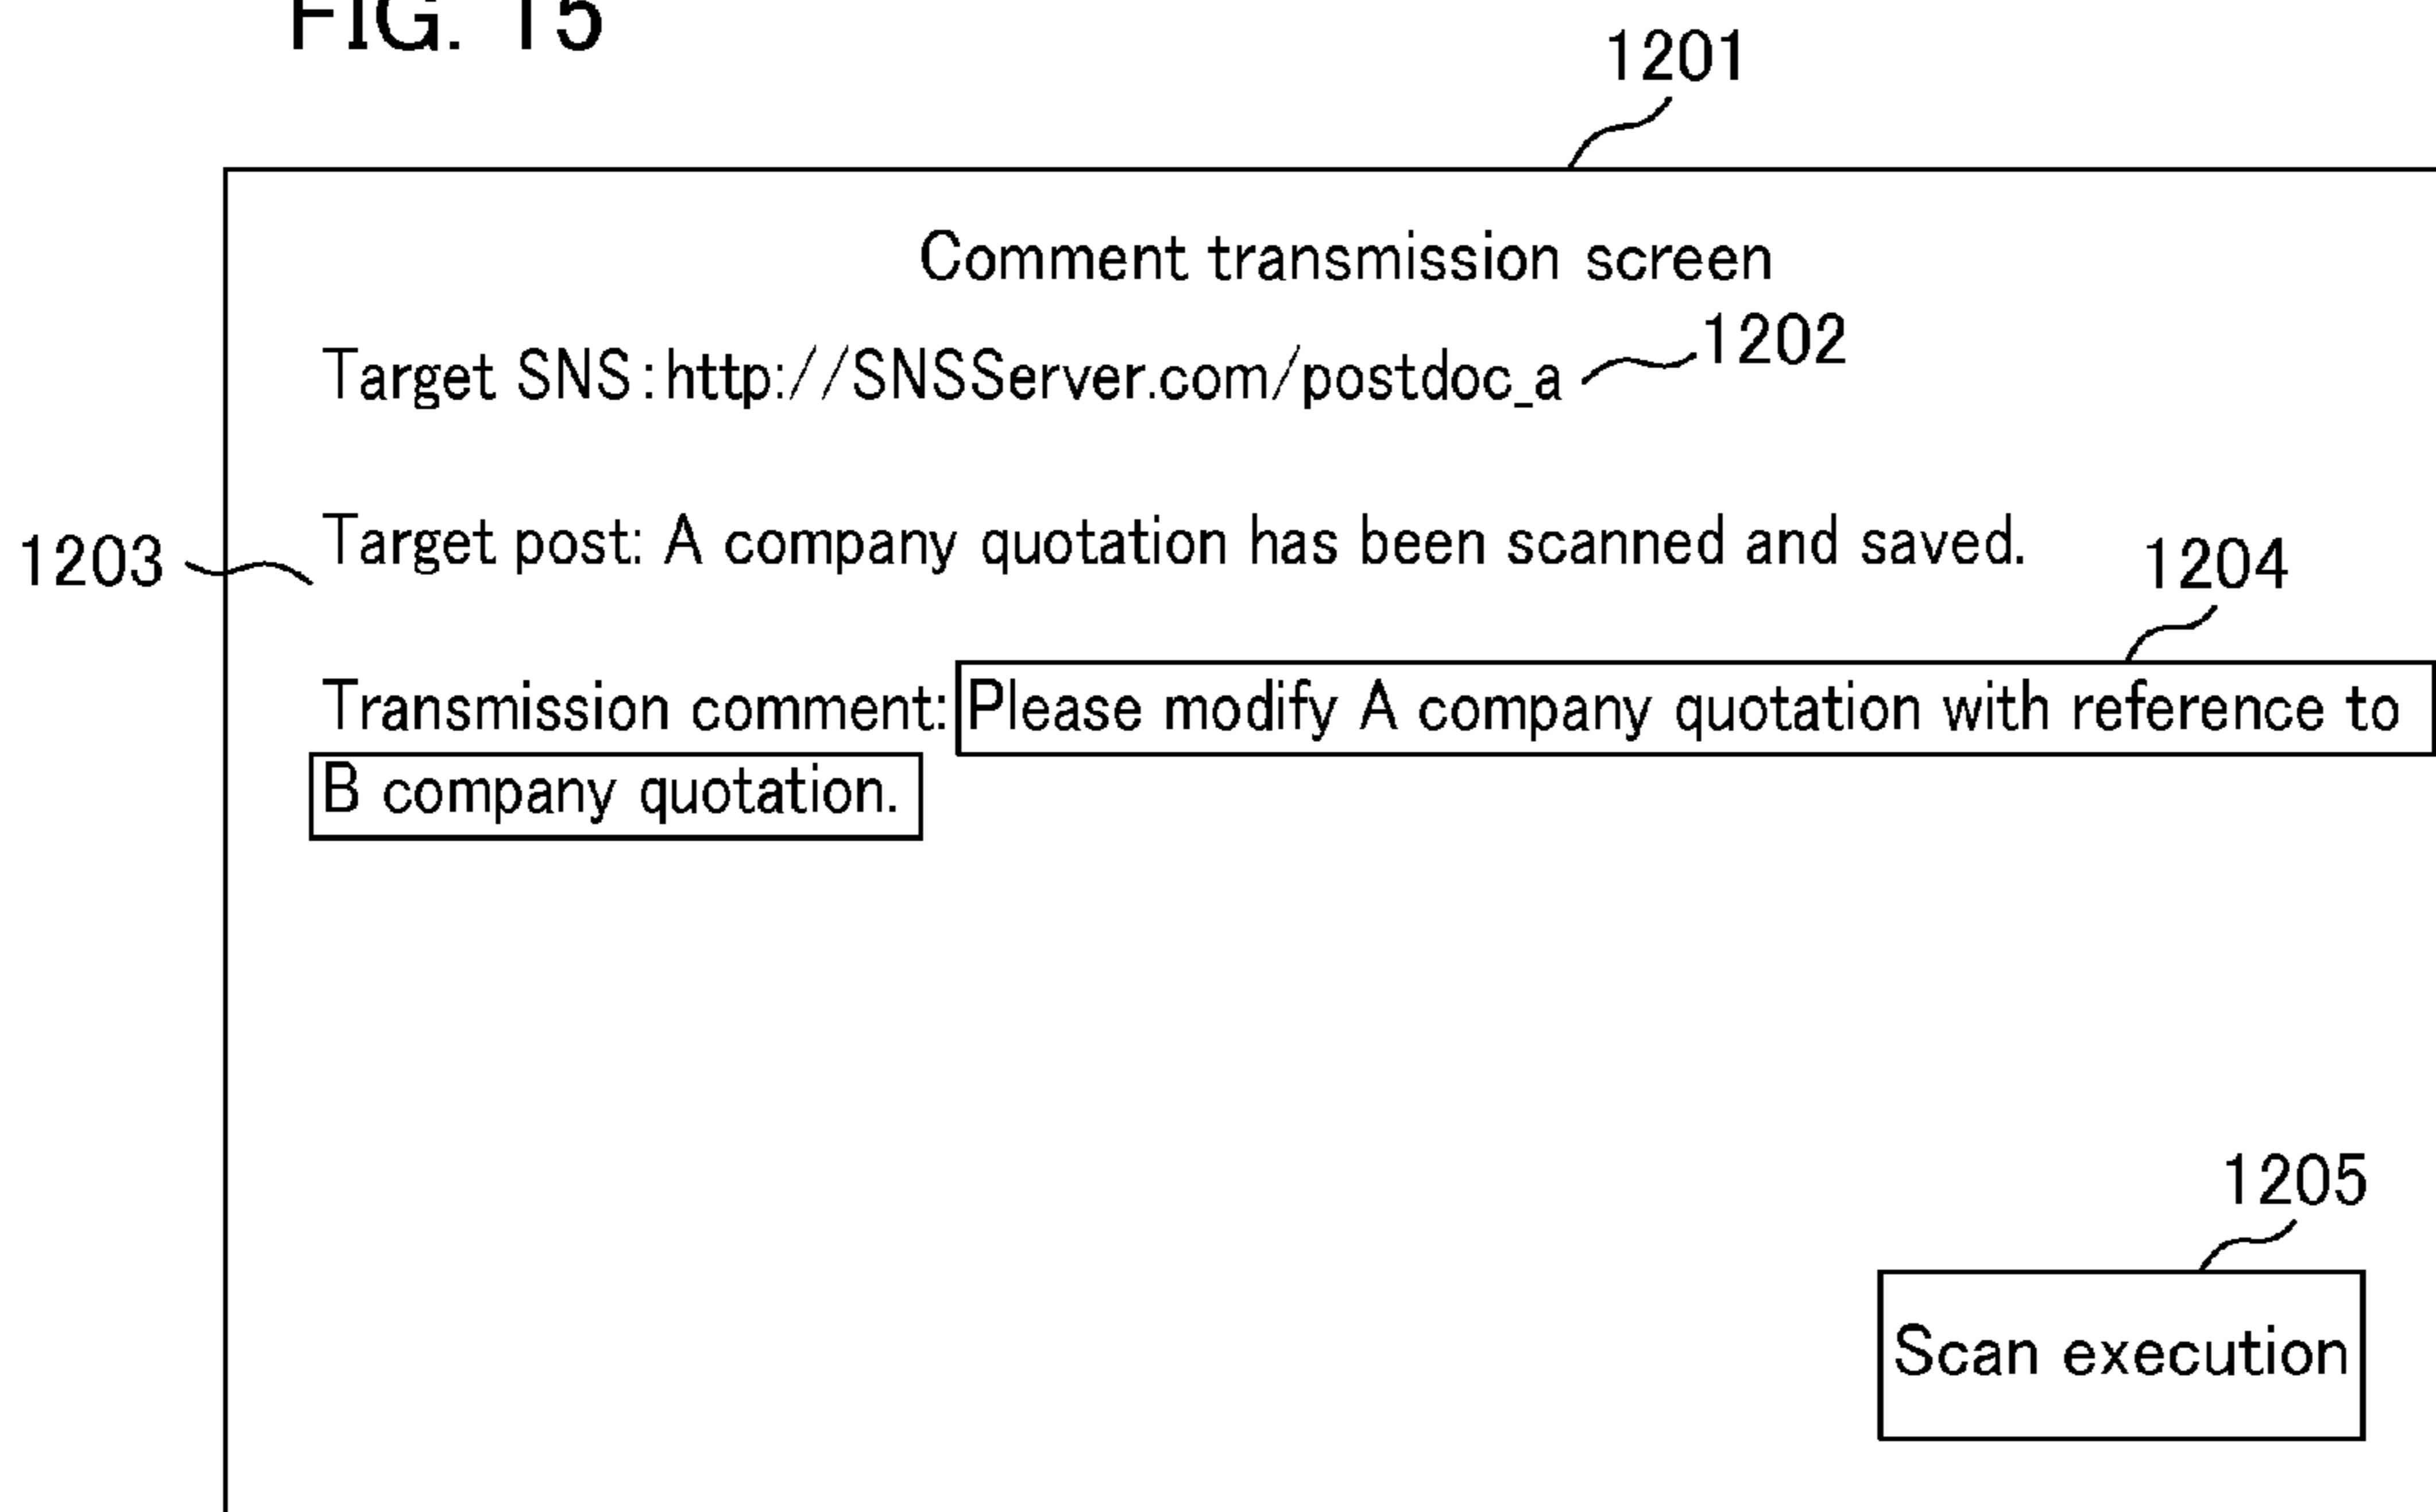 FIG. 15
1201
Comment transmission screen
Target SNS:http://SNSServer.com/postdoc_a
1202
Target post: A company quotation has been scanned and saved.
1203
1204
Transmission comment: Please modify A company quotation with reference to
B company quotation.
1205
Scan execution